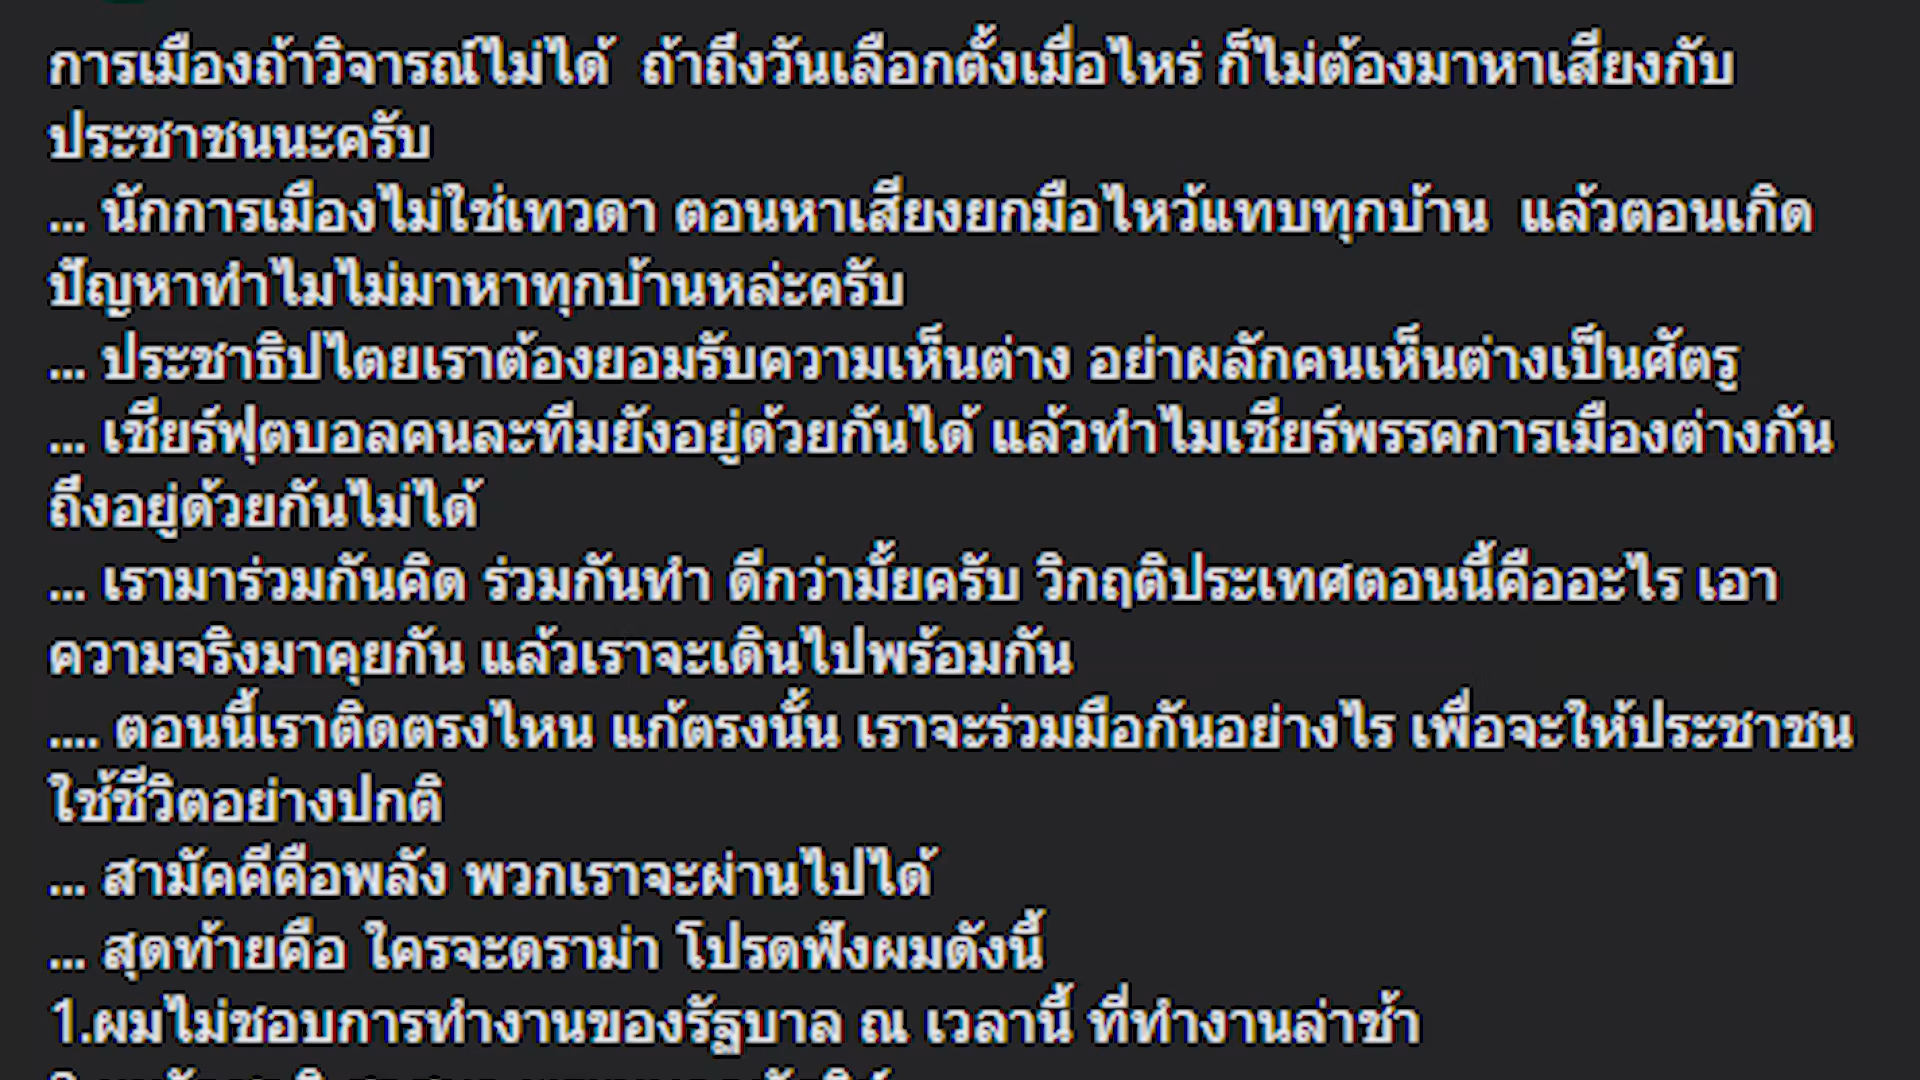 การเมืองถ้าวิจารณ์ไม่ได้ ถ้าถึงวันเลือกตั้งเมื่อไหร่ ก็ไม่ต้องมาหาเสียงกับ
ประชาชนนะครับ
... นักการเมืองไม่ใช่เทวดา ตอนหาเสียงยกมือไหว้แทบทุกบ้าน แล้วตอนเกิด
ปัญหาทำไมไม่มาหาทุกบ้านหล่ะครับ
... ประชาธิปไตยเราต้องยอมรับความเห็นต่าง อย่าผลักคนเห็นต่างเป็นศัตรู
... เชียร์ฟุตบอลคนละทีมยังอยู่ด้วยกันได้ แล้วทำไมเชียร์พรรคการเมืองต่างกัน
ถึงอยู่ด้วยกันไม่ได้
... เรามาร่วมกันคิด ร่วมกันทำ ดีกว่ามั้ยครับ วิกฤติประเทศตอนนี้คืออะไร เอา
ความจริงมาคุยกัน แล้วเราจะเดินไปพร้อมกัน
.... ตอนนี้เราติดตรงไหน แก้ตรงนั้น เราจะร่วมมือกันอย่างไร เพื่อจะให้ประชาชน
ใช้ชีวิตอย่างปกติ
... สามัคคีคือพลัง พวกเราจะผ่านไปได้
... สุดท้ายคือ ใครจะดราม่า โปรดฟังผมดังนี้
1.ผมไม่ชอบการทำงานของรัฐบาล ณ เวลานี้ ที่ทำงานล่าช้า